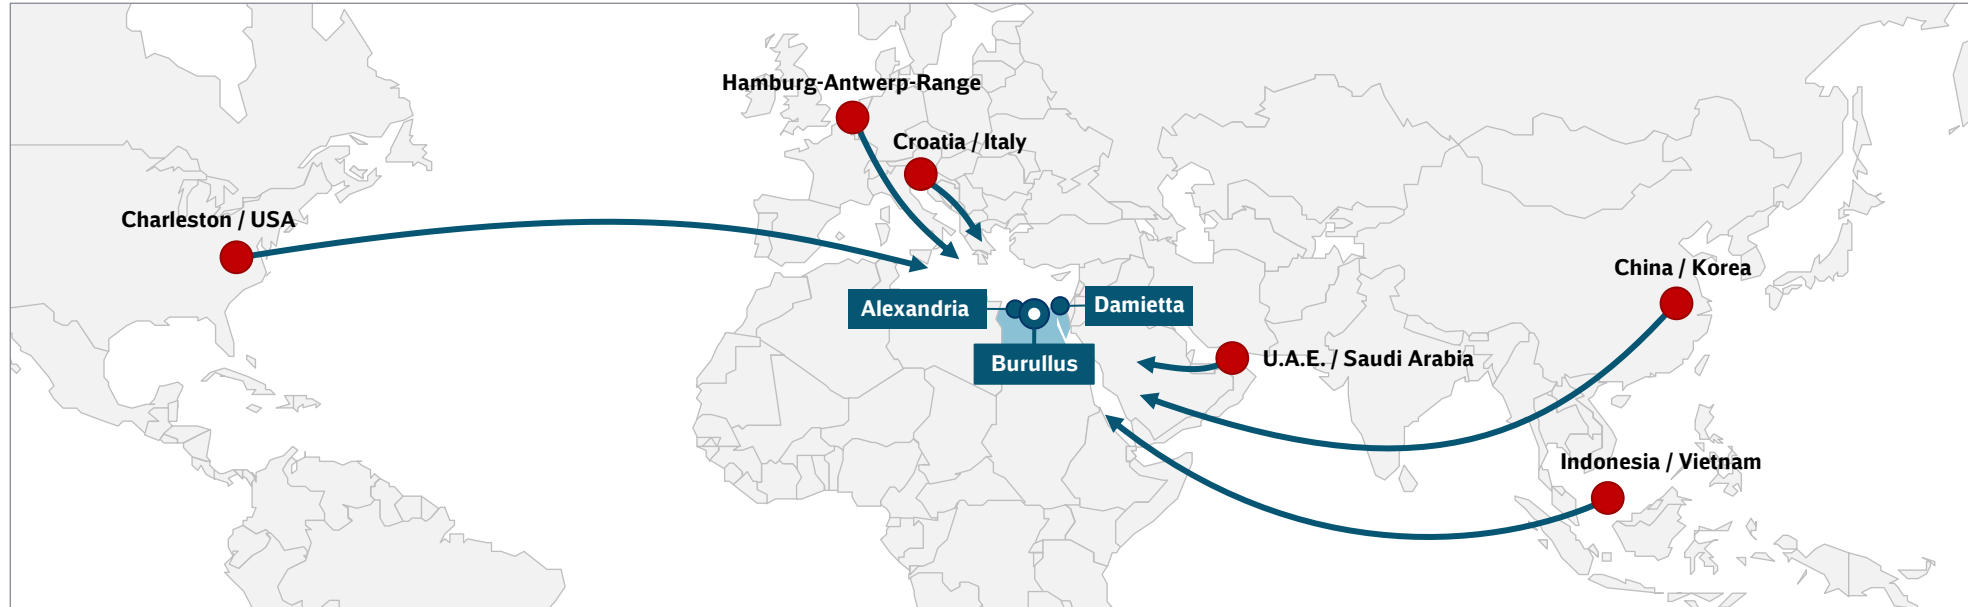 Hamburg-Antwerp-Range
Croatia / Italy
Charleston / USA
China / Korea
Alexandria
Damietta
Burullus
U.A.E. / Saudi Arabia
Indonesia / Vietnam